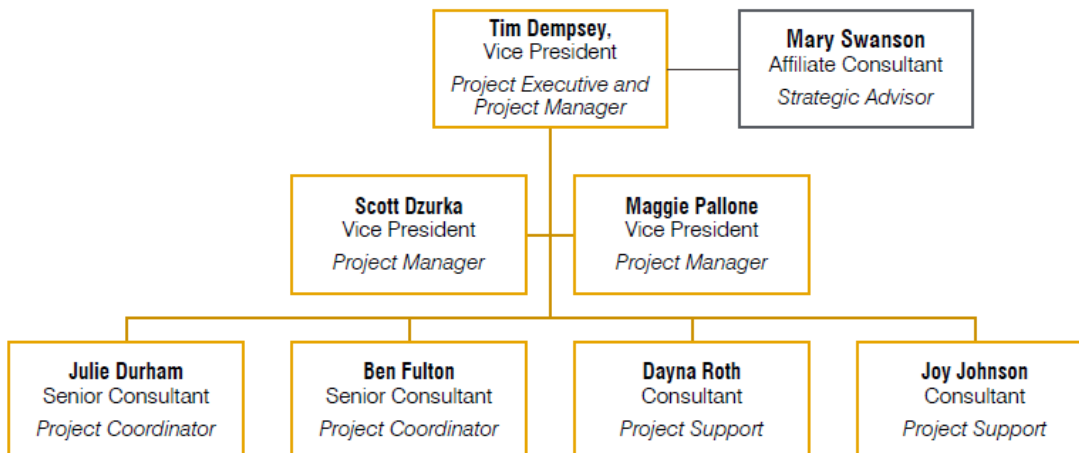 Tim Dempsey,
Vice President
Project Executive and
Project Manager
Mary Swanson
Affiliate Consultant
Strategic Advisor
Scott Dzurka
Vice President
Project Manager
Maggie Pallone
Vice President
Project Manager
Julie Durham
Senior Consultant
Project Coordinator
Ben Fulton
Senior Consultant
Project Coordinator
Dayna Roth
Consultant
Project Support
Joy Johnson
Consultant
Project Support